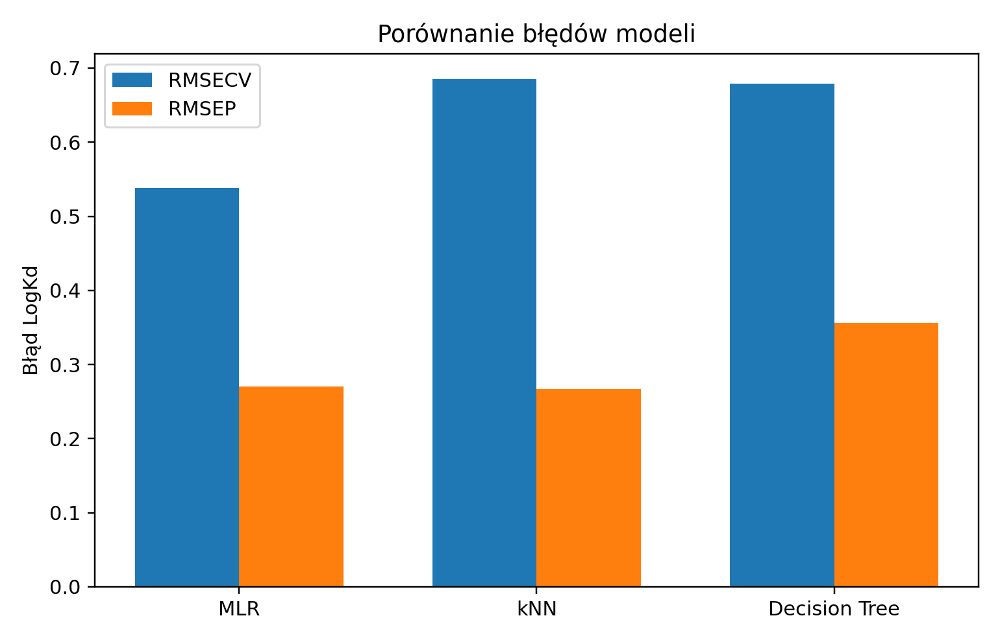 Porównanie błędów modeli
RMSECV
RMSEP
Błąd LogKd
0.7
0.6
0.5
0.4
0.3
0.2
0.1
0.0
MLR
kNN
Decision Tree